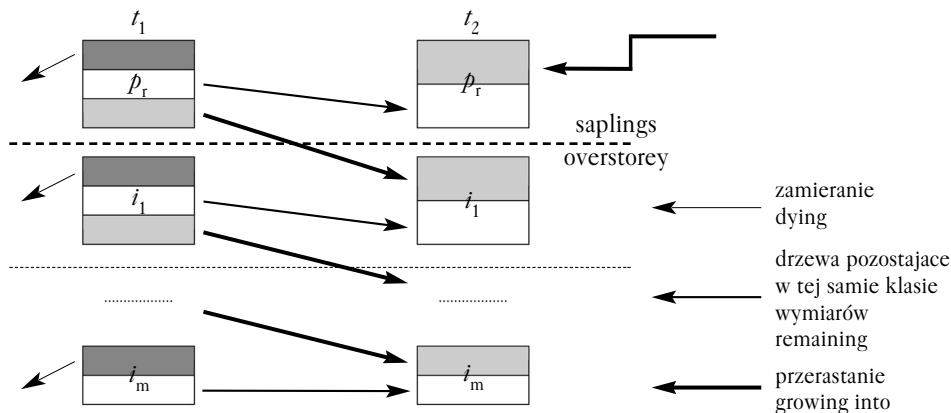 t1 t2
pr pr
saplings
overstorey
i1 i1
zamieranie
dying
drzewa pozostajace
w tej samie klasie
wymiarów
remaining
.................. ..................
im im
przerastanie
growing into